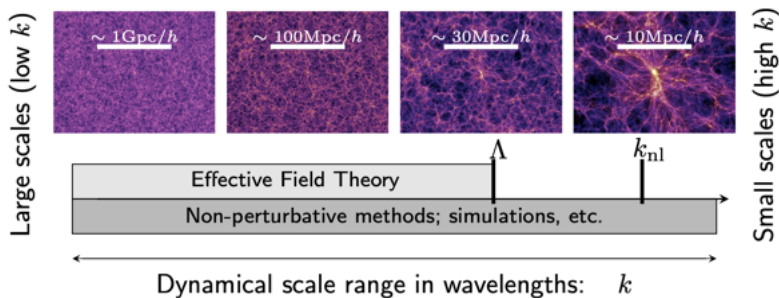 Large scales (low k)
~ 1Gpc/h
~ 100Mpc/h
~ 30Mpc/h
~ 10Mpc/h
Small scales (high k)
Λ
k_nl
Effective Field Theory
Non-perturbative methods; simulations, etc.
Dynamical scale range in wavelengths: k